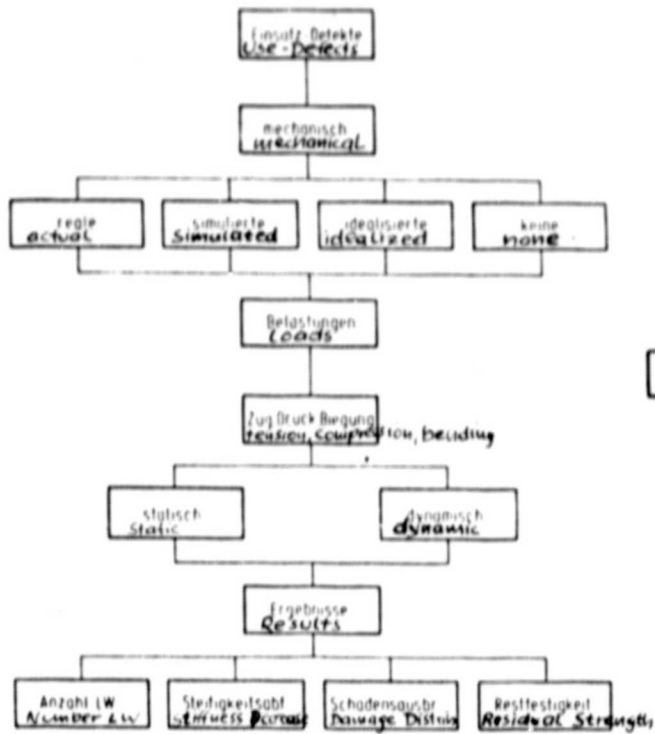 Einsatz-Defekte
Use-Defects
mechanisch
mechanical
reale
actual
simulierte
simulated
idealisierte
idealized
keine
none
Belastungen
Loads
Zug Druck Biegung
tension, compression, bending
statisch
static
dynamisch
dynamic
Ergebnisse
Results
Anzahl LW
Number LW
Steifigkeitsabf
Stiffness Decrease
Schadensausbr
Damage Distrib
Restfestigkeit
Residual Strength